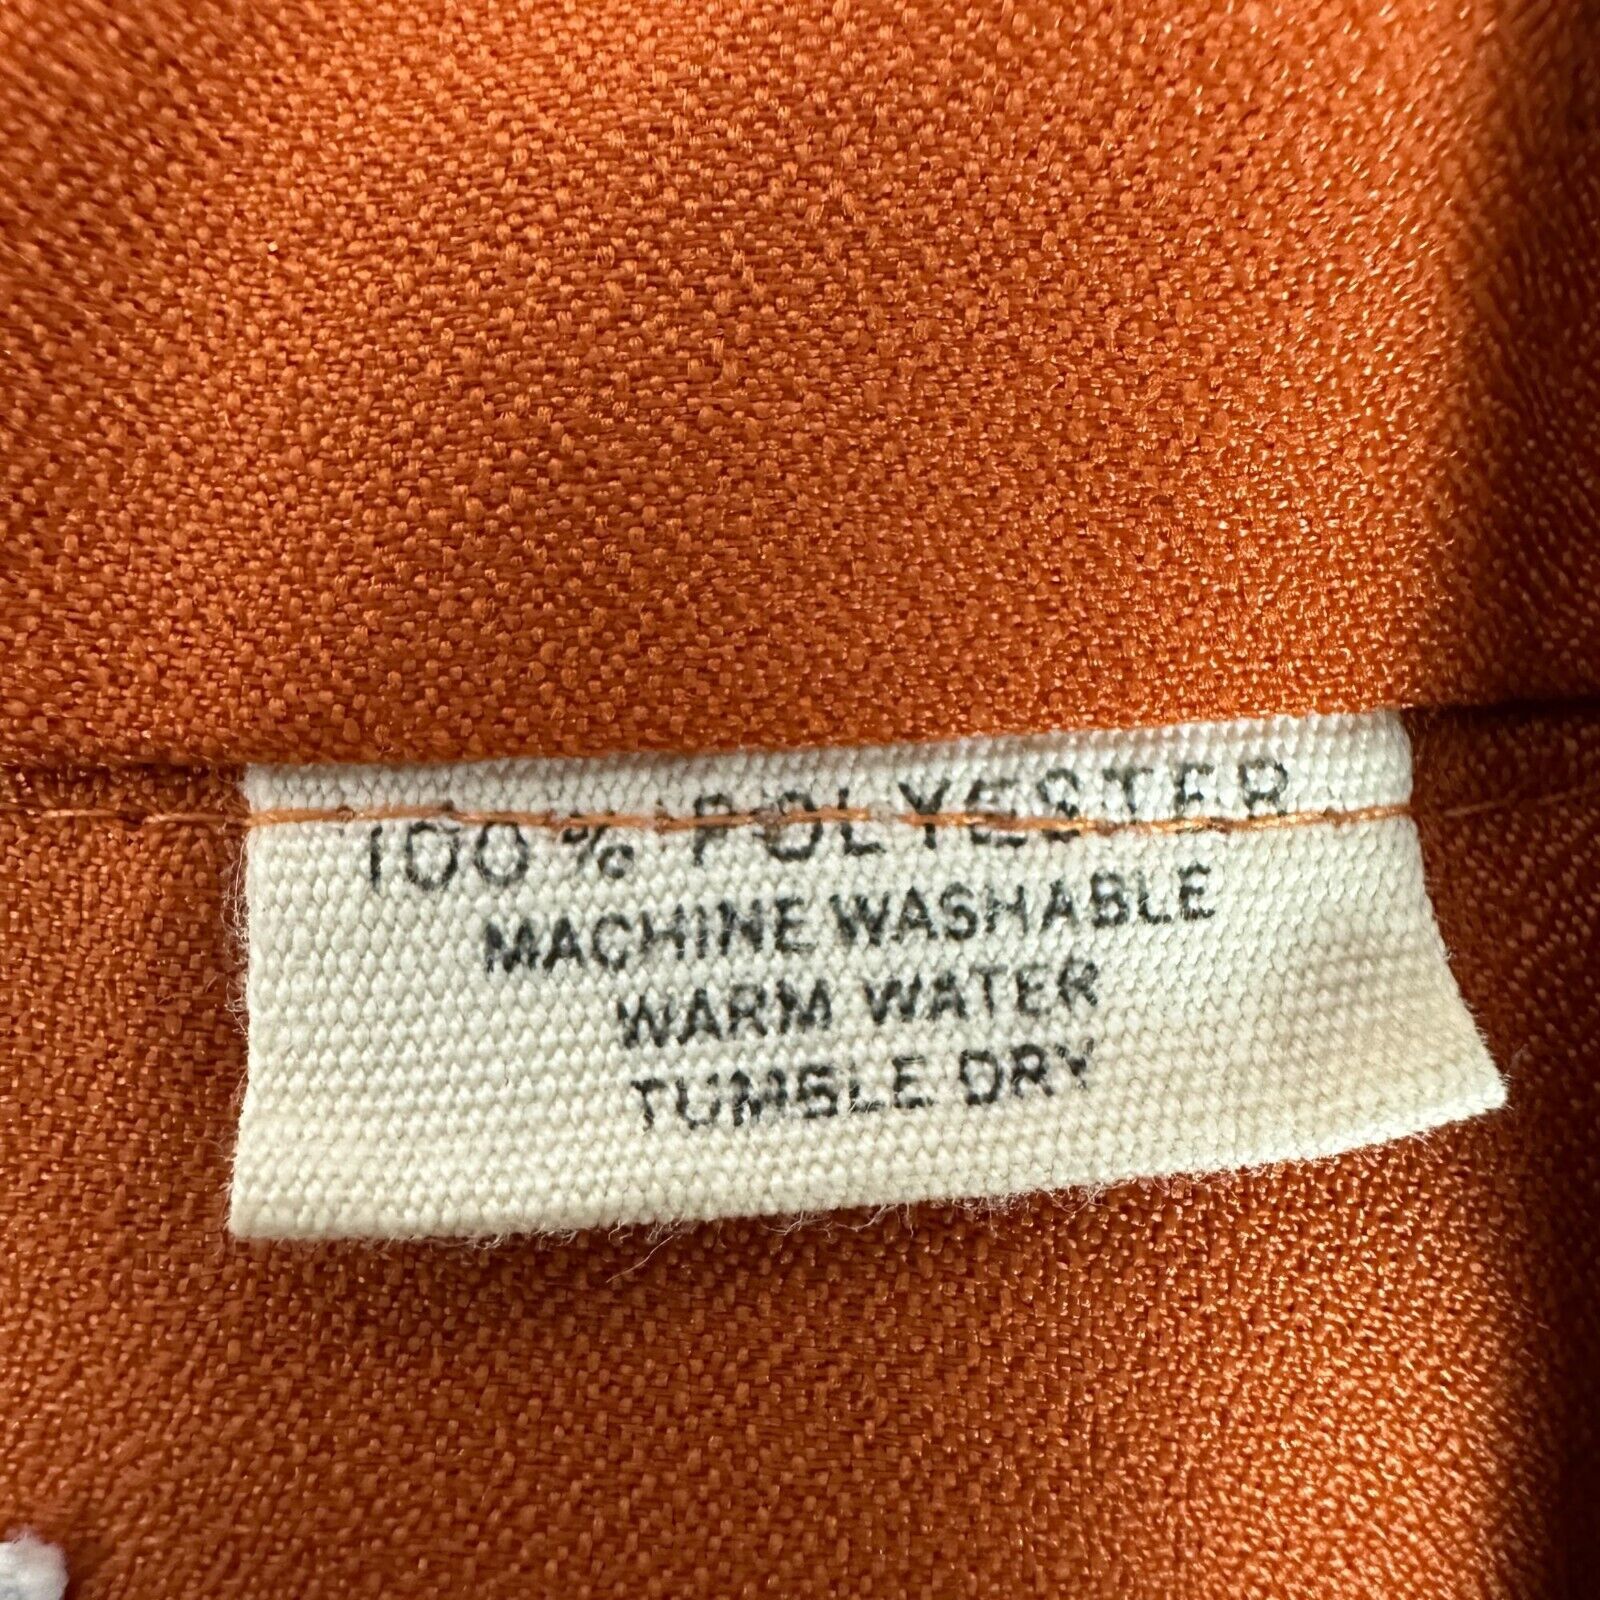 100% POLYESTER
MACHINE WASHABLE
WARM WATER
TUMBLE DRY